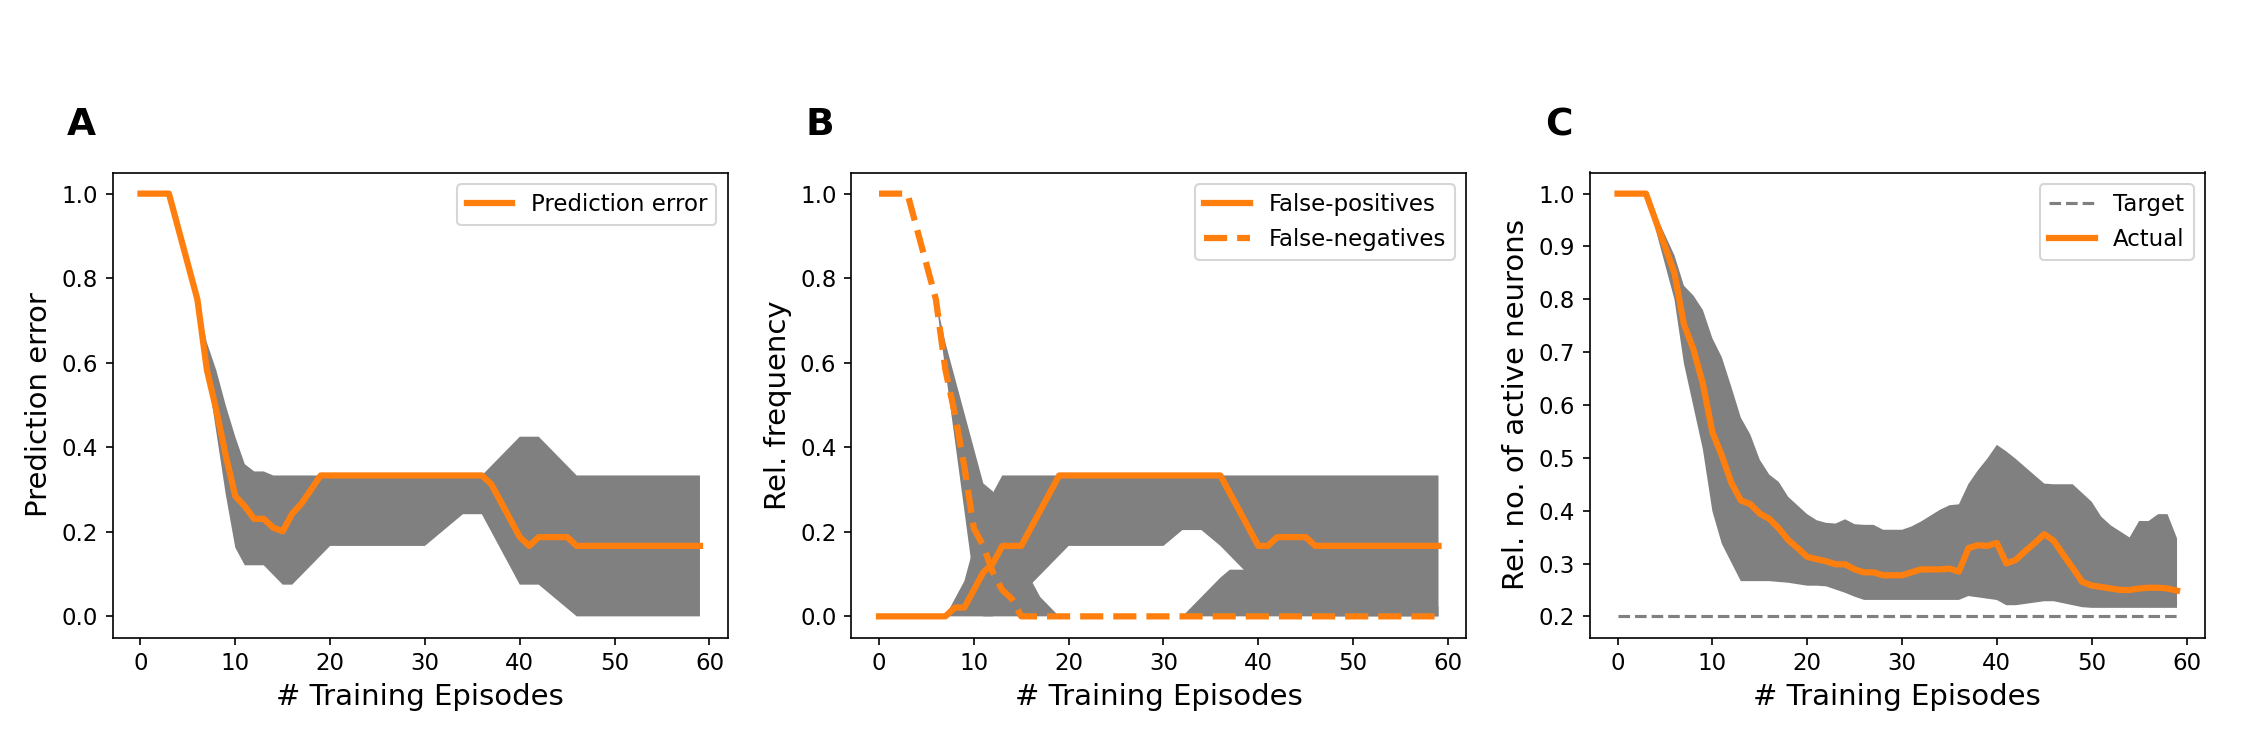 A
B
C
Prediction error
1.0
0.8
0.6
0.4
0.2
0.0
0 10 20 30 40 50 60
# Training Episodes
Prediction error
Rel. frequency
1.0
0.8
0.6
0.4
0.2
0.0
0 10 20 30 40 50 60
# Training Episodes
False-positives
False-negatives
Rel. no. of active neurons
1.0
0.9
0.8
0.7
0.6
0.5
0.4
0.3
0.2
0 10 20 30 40 50 60
# Training Episodes
Target
Actual